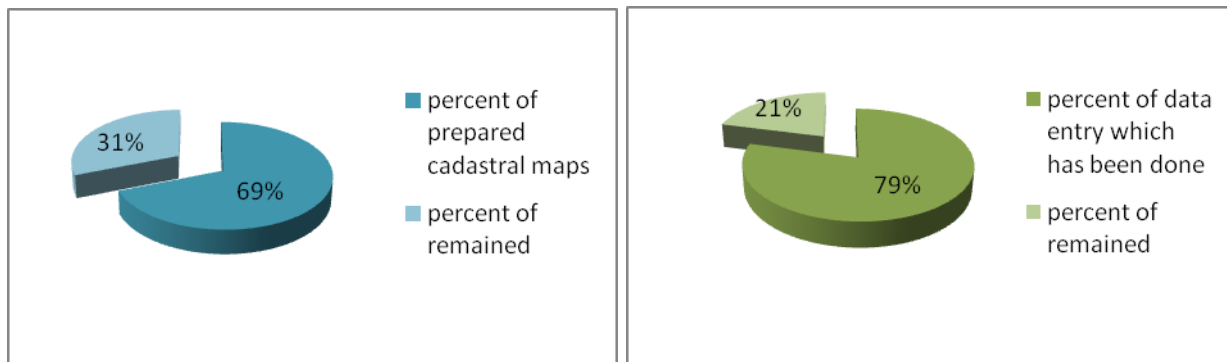 31%
69%
percent of
prepared
cadastral maps
percent of
remained
21%
79%
percent of data
entry which
has been done
percent of
remained